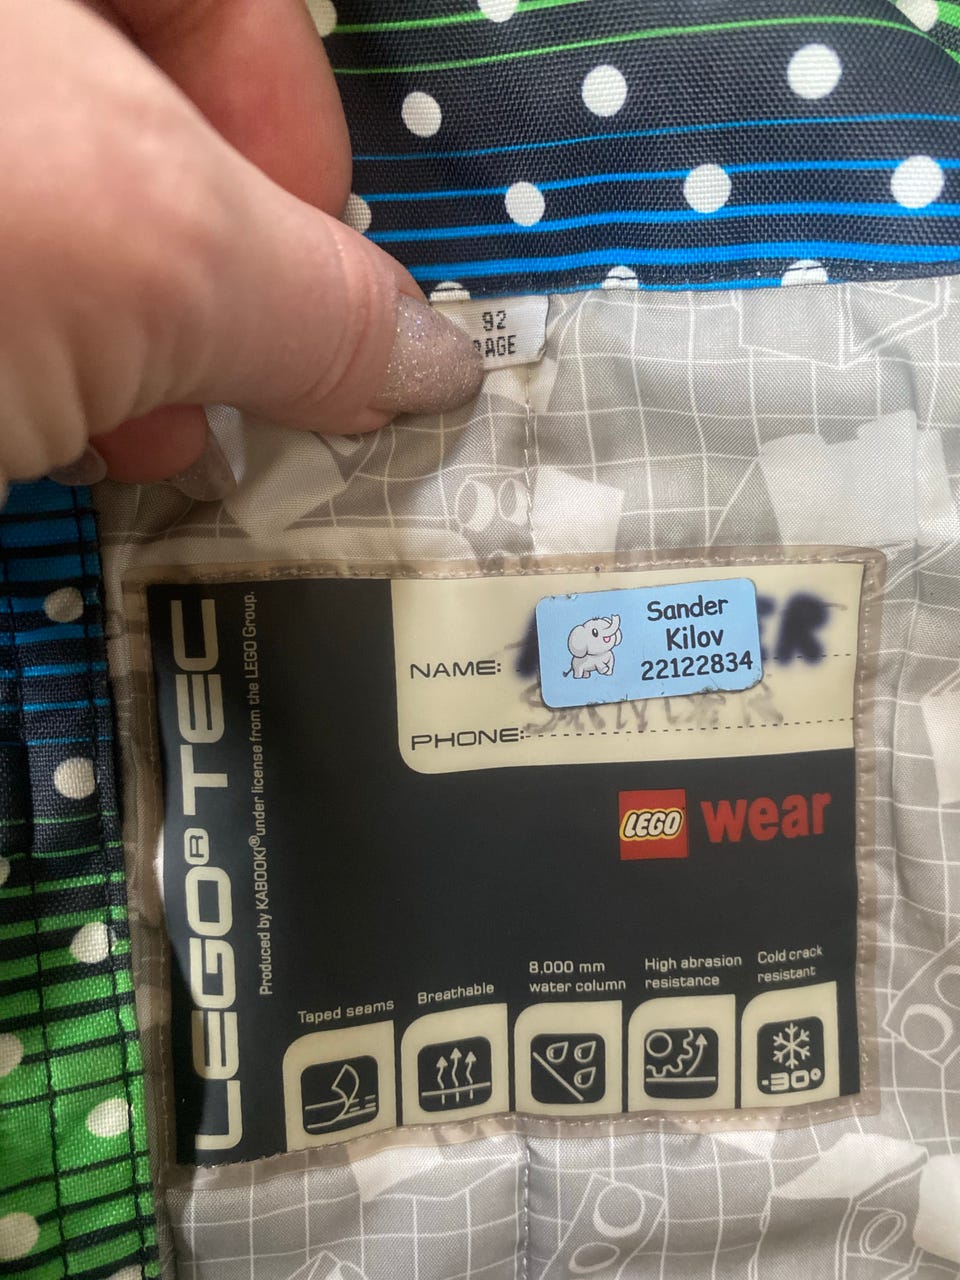 92
AGE
Sander
Kilov
22122834
NAME:
PHONE:
LEGO® TEC
Produced by KABOOKI® under license from the LEGO Group.
LEGO wear
Taped seams
Breathable
8,000 mm
water column
High abrasion
resistance
Cold crack
resistant
-30°